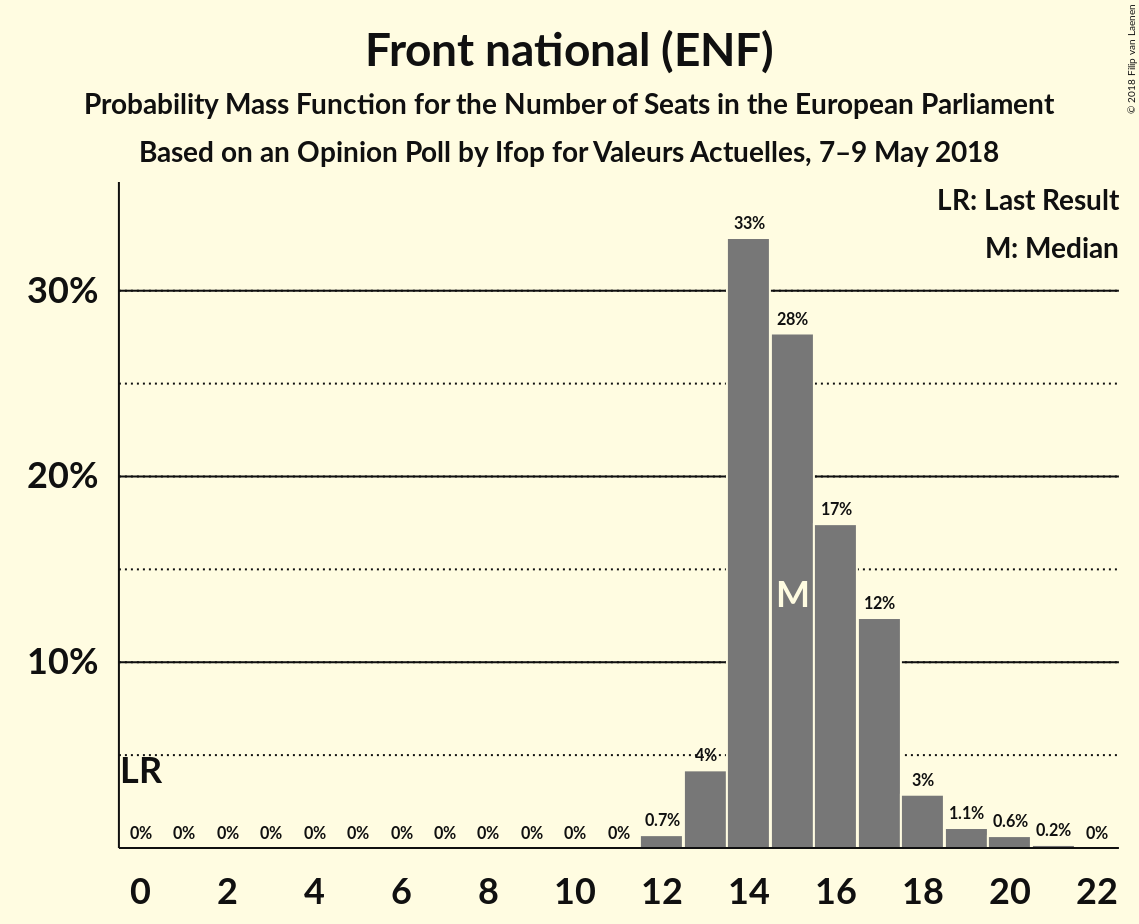 Front national (ENF)
Probability Mass Function for the Number of Seats in the European Parliament
Based on an Opinion Poll by Ifop for Valeurs Actuelles, 7–9 May 2018
© 2018 Filip van Laenen
LR: Last Result
M: Median
33%
30%
28%
20%
17%
M
12%
10%
4%
LR
3%
0% 0% 0% 0% 0% 0% 0% 0% 0% 0% 0% 0% 0.7% 1.1% 0.6% 0.2% 0%
0 2 4 6 8 10 12 14 16 18 20 22